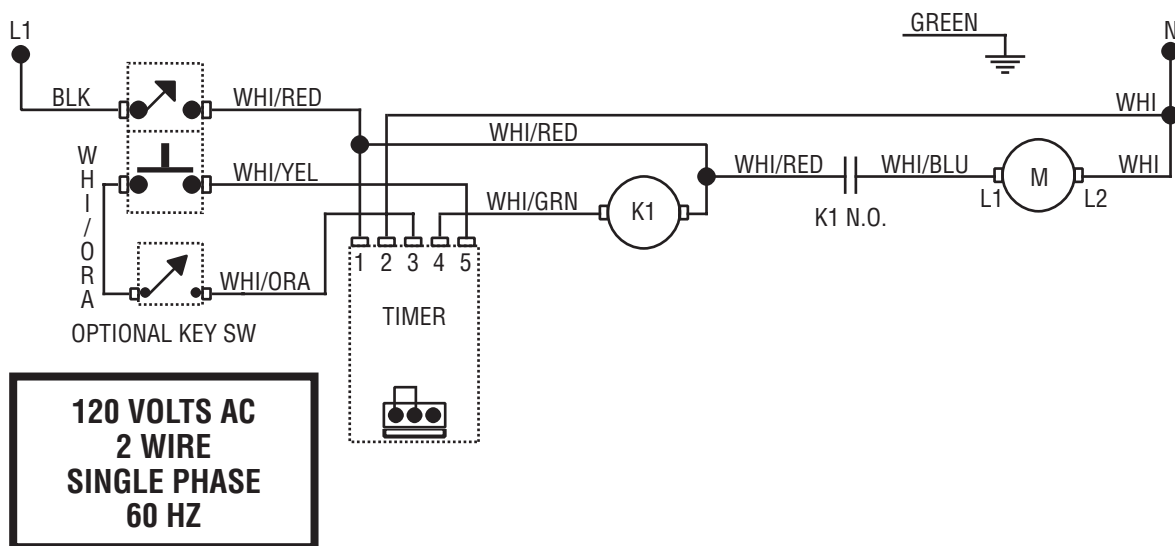 L1
GREEN
N
BLK
WHI/RED
WHI
WHI/RED
WHI/ORA
WHI/YEL
WHI/RED
WHI/BLU
M
WHI
L1
L2
K1 N.O.
WHI/GRN
K1
1 2 3 4 5
WHI/ORA
TIMER
OPTIONAL KEY SW
120 VOLTS AC
2 WIRE
SINGLE PHASE
60 HZ